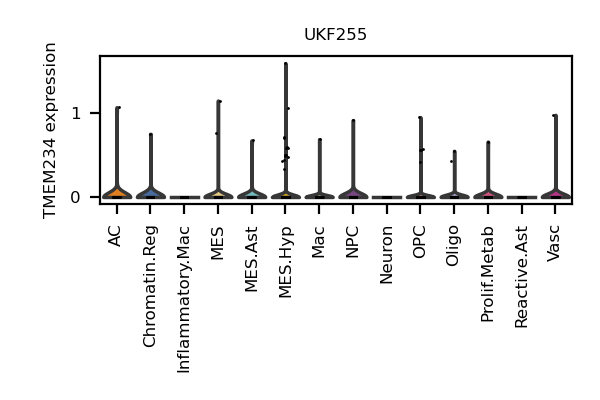 UKF255
TMEM234 expression
1
0
AC
Chromatin.Reg
Inflammatory.Mac
MES
MES.Ast
MES.Hyp
Mac
NPC
Neuron
OPC
Oligo
Prolif.Metab
Reactive.Ast
Vasc